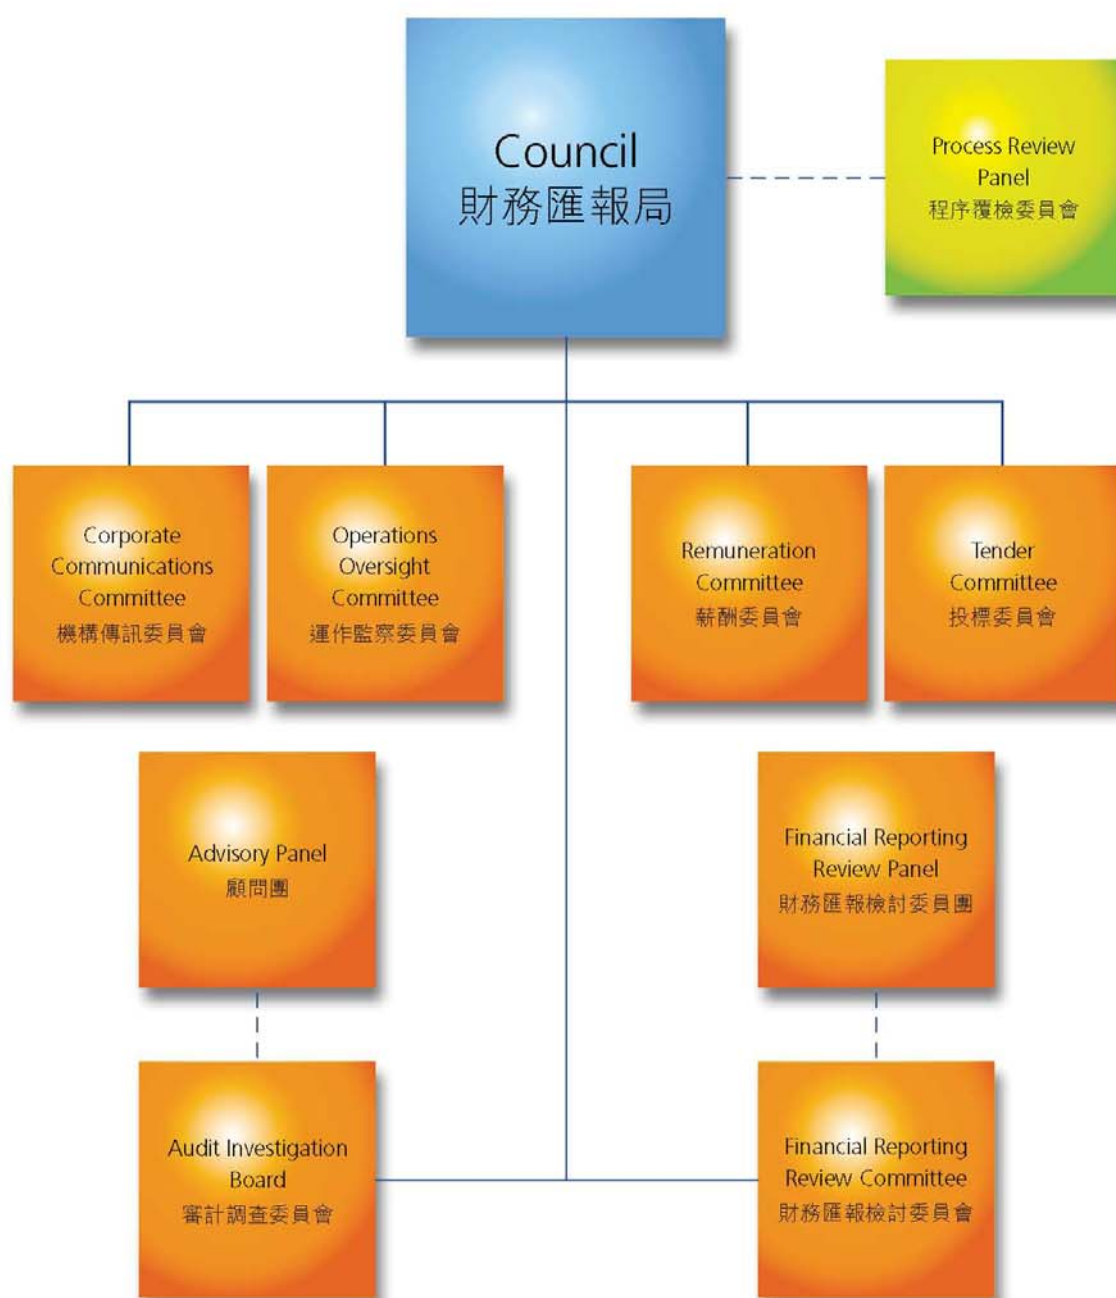 Council
財務匯報局
Process Review
Panel
程序覆檢委員會
Corporate
Communications
Committee
機構傳訊委員會
Operations
Oversight
Committee
運作監察委員會
Remuneration
Committee
薪酬委員會
Tender
Committee
投標委員會
Advisory Panel
顧問團
Financial Reporting
Review Panel
財務匯報檢討委員團
Audit Investigation
Board
審計調查委員會
Financial Reporting
Review Committee
財務匯報檢討委員會